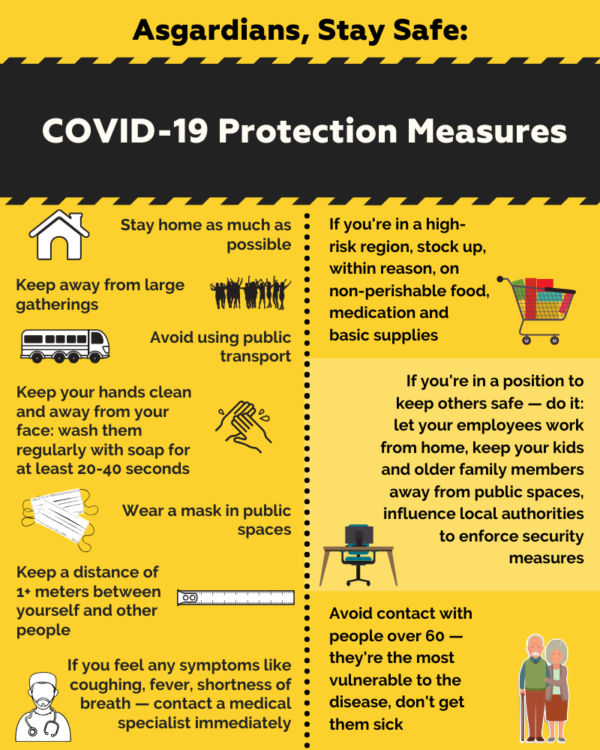 Asgardians, Stay Safe:
COVID-19 Protection Measures
Stay home as much as
possible
Keep away from large
gatherings
Avoid using public
transport
Keep your hands clean
and away from your
face: wash them
regularly with soap for
at least 20-40 seconds
Wear a mask in public
spaces
Keep a distance of
1+ meters between
yourself and other
people
If you feel any symptoms like
coughing, fever, shortness of
breath — contact a medical
specialist immediately
If you're in a high-
risk region, stock up,
within reason, on
non-perishable food,
medication and
basic supplies
If you're in a position to
keep others safe — do it:
let your employees work
from home, keep your kids
and older family members
away from public spaces,
influence local authorities
to enforce security
measures
Avoid contact with
people over 60 —
they're the most
vulnerable to the
disease, don't get
them sick